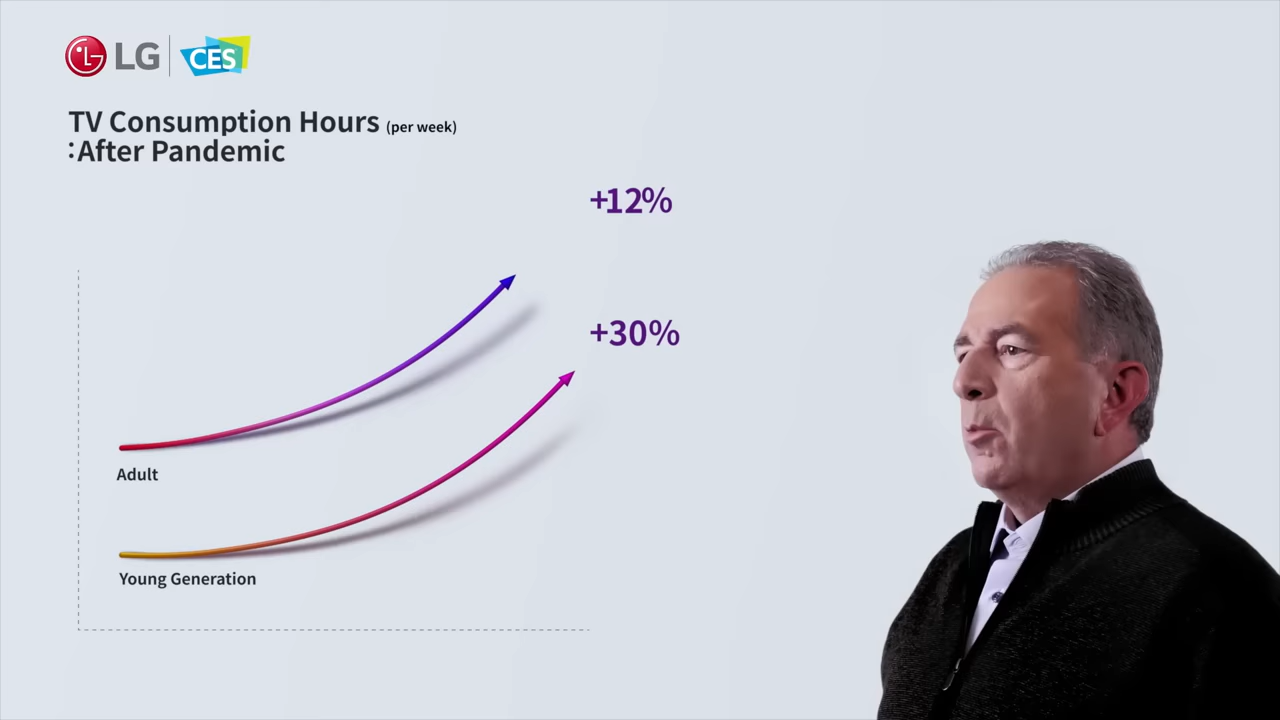 LG CES
TV Consumption Hours (per week)
:After Pandemic
+12%
+30%
Adult
Young Generation